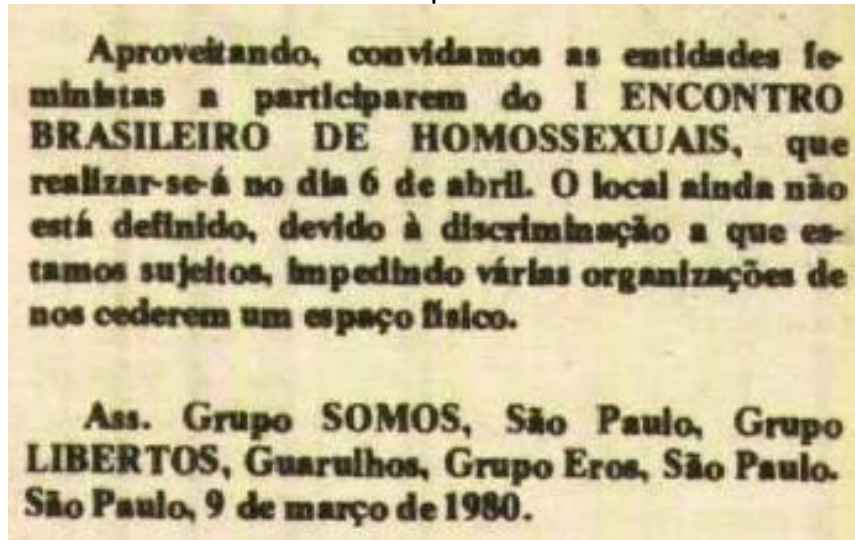 Aproveitando, convidamos as entidades fe-
ministas a participarem do I ENCONTRO
BRASILEIRO DE HOMOSSEXUAIS, que
realizar-se-á no dia 6 de abril. O local ainda não
está definido, devido à discriminação a que es-
tamos sujeitos, impedindo várias organizações de
nos cederem um espaço físico.
Ass. Grupo SOMOS, São Paulo, Grupo
LIBERTOS, Guarulhos, Grupo Eros, São Paulo.
São Paulo, 9 de março de 1980.